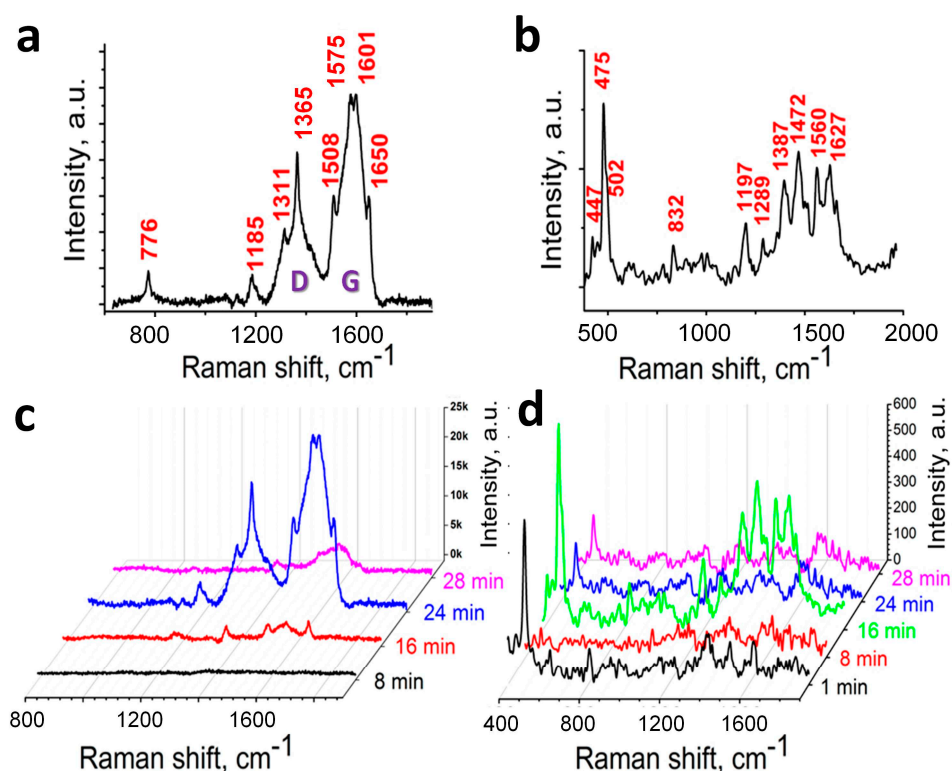 a
Intensity, a.u.
776
1185
1311
1365
1508
1575
1601
1650
D
G
800
1200
1600
Raman shift, cm-1
b
Intensity, a.u.
447
475
502
832
1197
1289
1387
1472
1560
1627
500
1000
1500
2000
Raman shift, cm-1
c
25k
20k
15k
10k
5k
0k
Intensity, a.u.
28 min
24 min
16 min
8 min
800
1200
1600
Raman shift, cm-1
d
600
500
400
300
200
100
0
Intensity, a.u.
28 min
24 min
16 min
8 min
1 min
400
800
1200
1600
Raman shift, cm-1